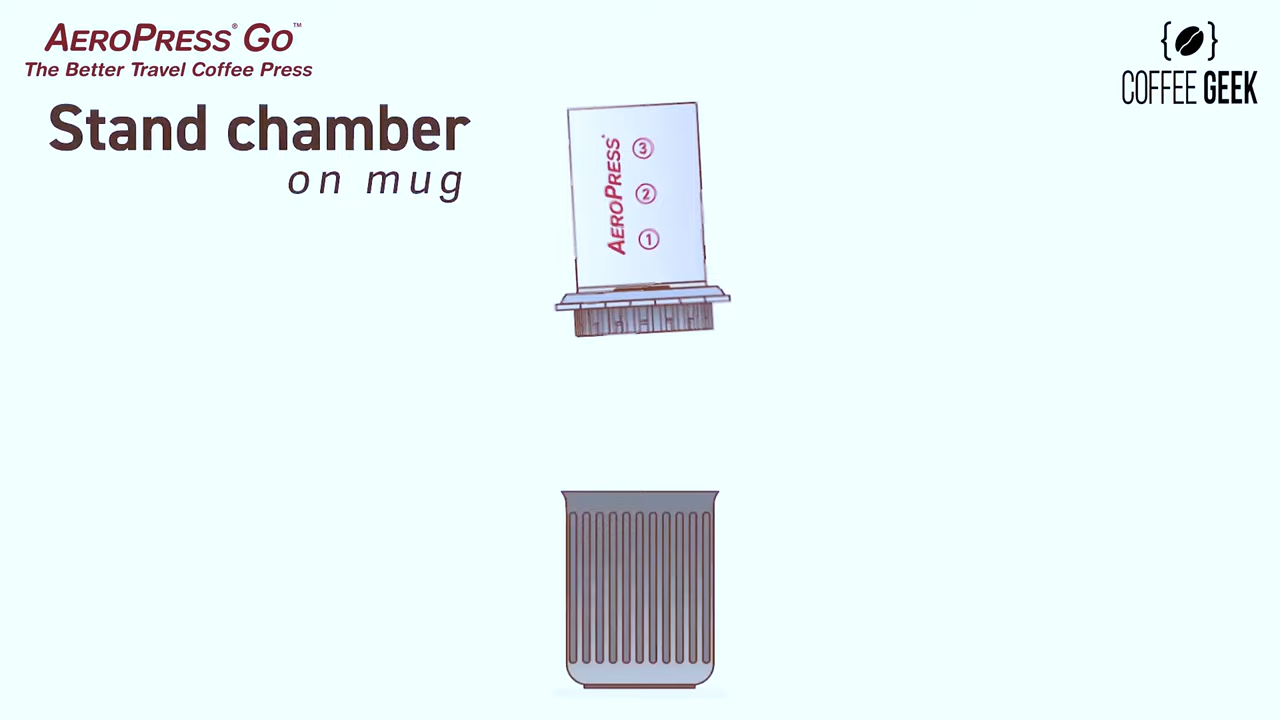 AEROPRESS® GO™
The Better Travel Coffee Press
COFFEE GEEK
Stand chamber
on mug
AEROPRESS®
3
2
1